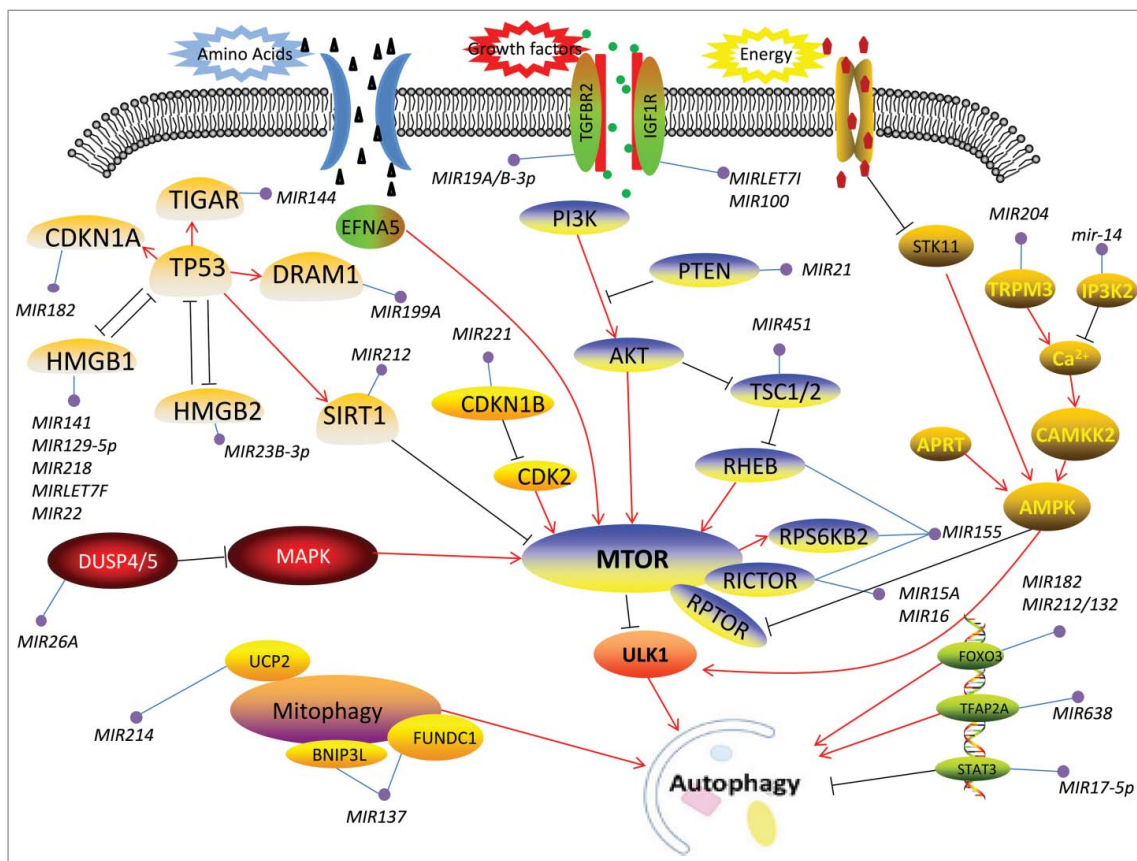 Amino Acids
Growth factors
Energy
TGFBR2
IGF1R
MIR19A/B-3p
MIRLET7I
MIR100
TIGAR
MIR144
EFNA5
PI3K
STK11
MIR204
mir-14
CDKN1A
TP53
DRAM1
PTEN
MIR21
TRPM3
IP3K2
MIR182
MIR199A
MIR221
MIR451
HMGB1
MIR212
AKT
Ca2+
TSC1/2
HMGB2
SIRT1
CDKN1B
CAMKK2
MIR141
MIR129-5p
MIR218
MIRLET7F
MIR22
MIR23B-3p
CDK2
RHEB
APRT
AMPK
DUSP4/5
MAPK
MTOR
RPS6KB2
MIR155
RICTOR
RPTOR
MIR15A
MIR16
MIR182
MIR212/132
MIR26A
ULK1
FOXO3
UCP2
Mitophagy
TFAP2A
MIR638
MIR214
FUNDC1
BNIP3L
STAT3
Autophagy
MIR17-5p
MIR137